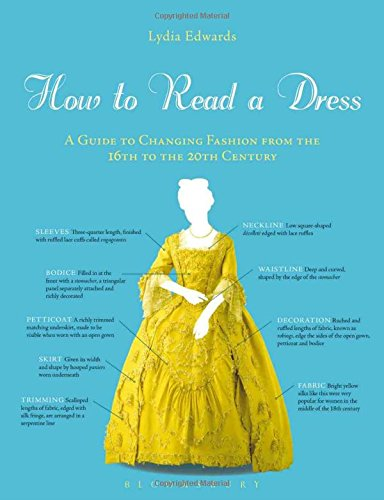 Lydia Edwards
How to Read a Dress
A Guide to Changing Fashion from the
16th to the 20th Century
SLEEVES Three-quarter length, finished
with ruffled lace cuffs called engageantes
NECKLINE Low square-shaped
décolleté edged with lace ruffles
BODICE Filled in at the
front with a stomacher, a triangular
panel separately attached and
richly decorated
WAISTLINE Deep and curved,
shaped by the edge of the stomacher
PETTICOAT A richly trimmed
matching underskirt, made to be
visible when worn with an open gown
DECORATION Ruched and
ruffled lengths of fabric, known as
robings, edge the sides of the open gown,
petticoat and bodice
SKIRT Given its width and
shape by hooped paniers
worn underneath
TRIMMING Scalloped
lengths of fabric, edged with
silk fringe, are arranged in a
serpentine line
FABRIC Bright yellow
silks like this were very
popular for women in the
middle of the 18th century